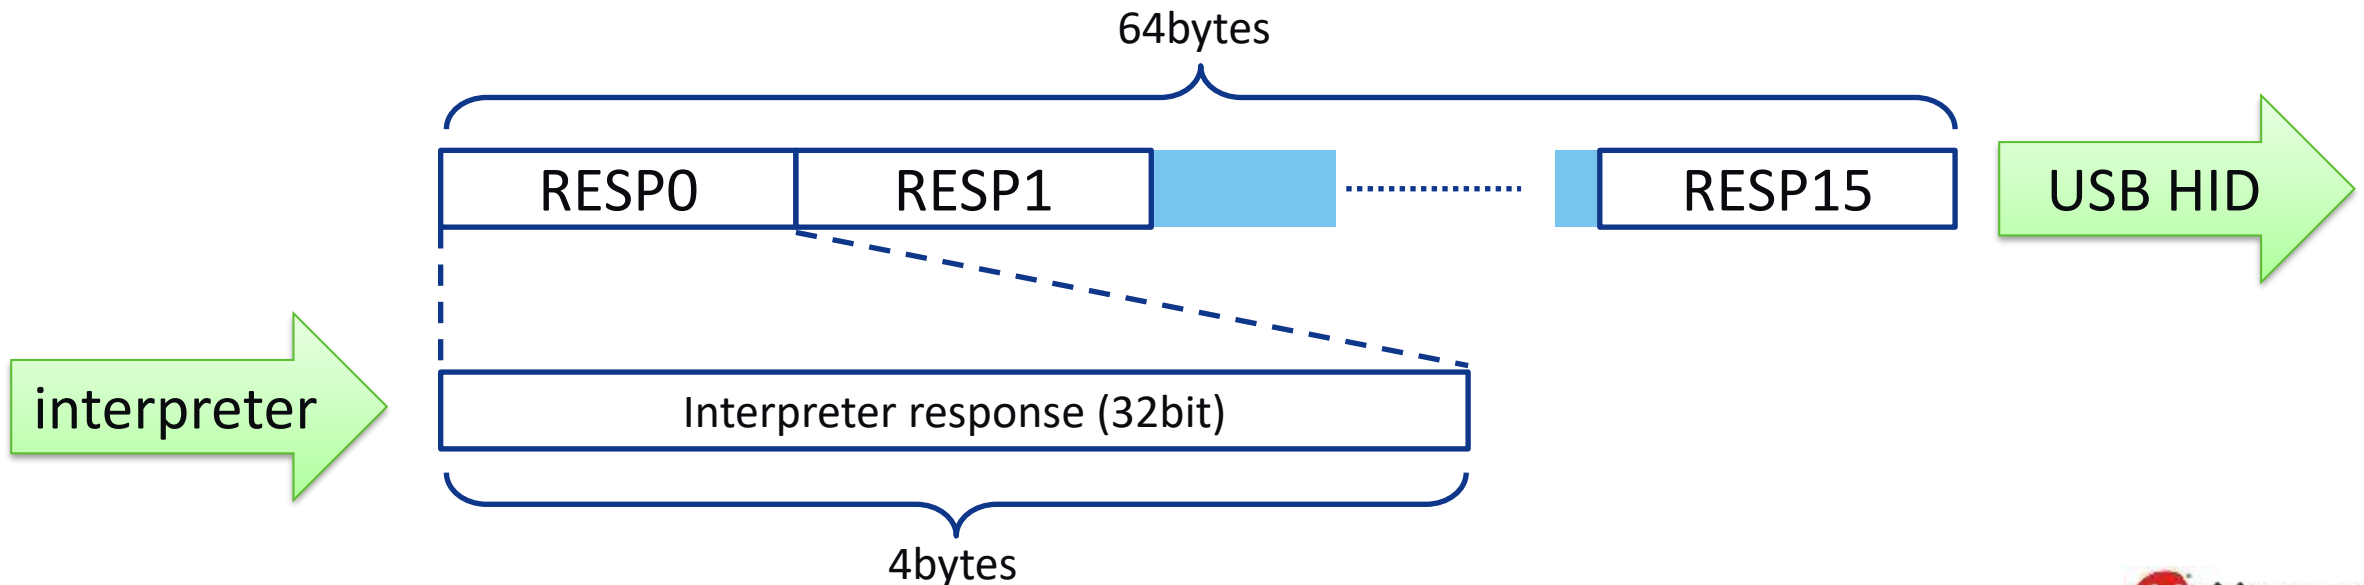 64bytes
RESP0 RESP1 RESP15 USB HID
interpreter
Interpreter response (32bit)
4bytes